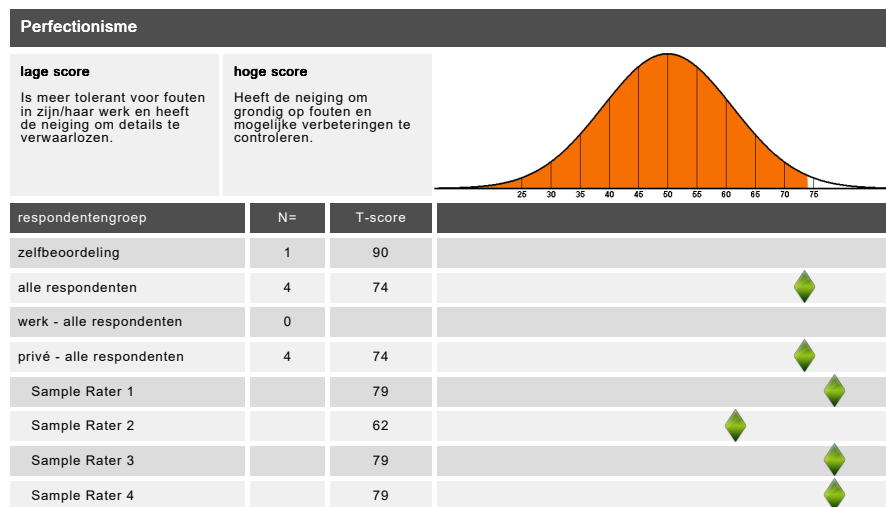 Perfectionisme
lage score
Is meer tolerant voor fouten
in zijn/haar werk en heeft
de neiging om details te
verwaarlozen.
hoge score
Heeft de neiging om
grondig op fouten en
mogelijke verbeteringen te
controleren.
25 30 35 40 45 50 55 60 65 70 75
respondentengroep N= T-score
zelfbeoordeling 1 90
alle respondenten 4 74
werk - alle respondenten 0
privé - alle respondenten 4 74
Sample Rater 1 79
Sample Rater 2 62
Sample Rater 3 79
Sample Rater 4 79